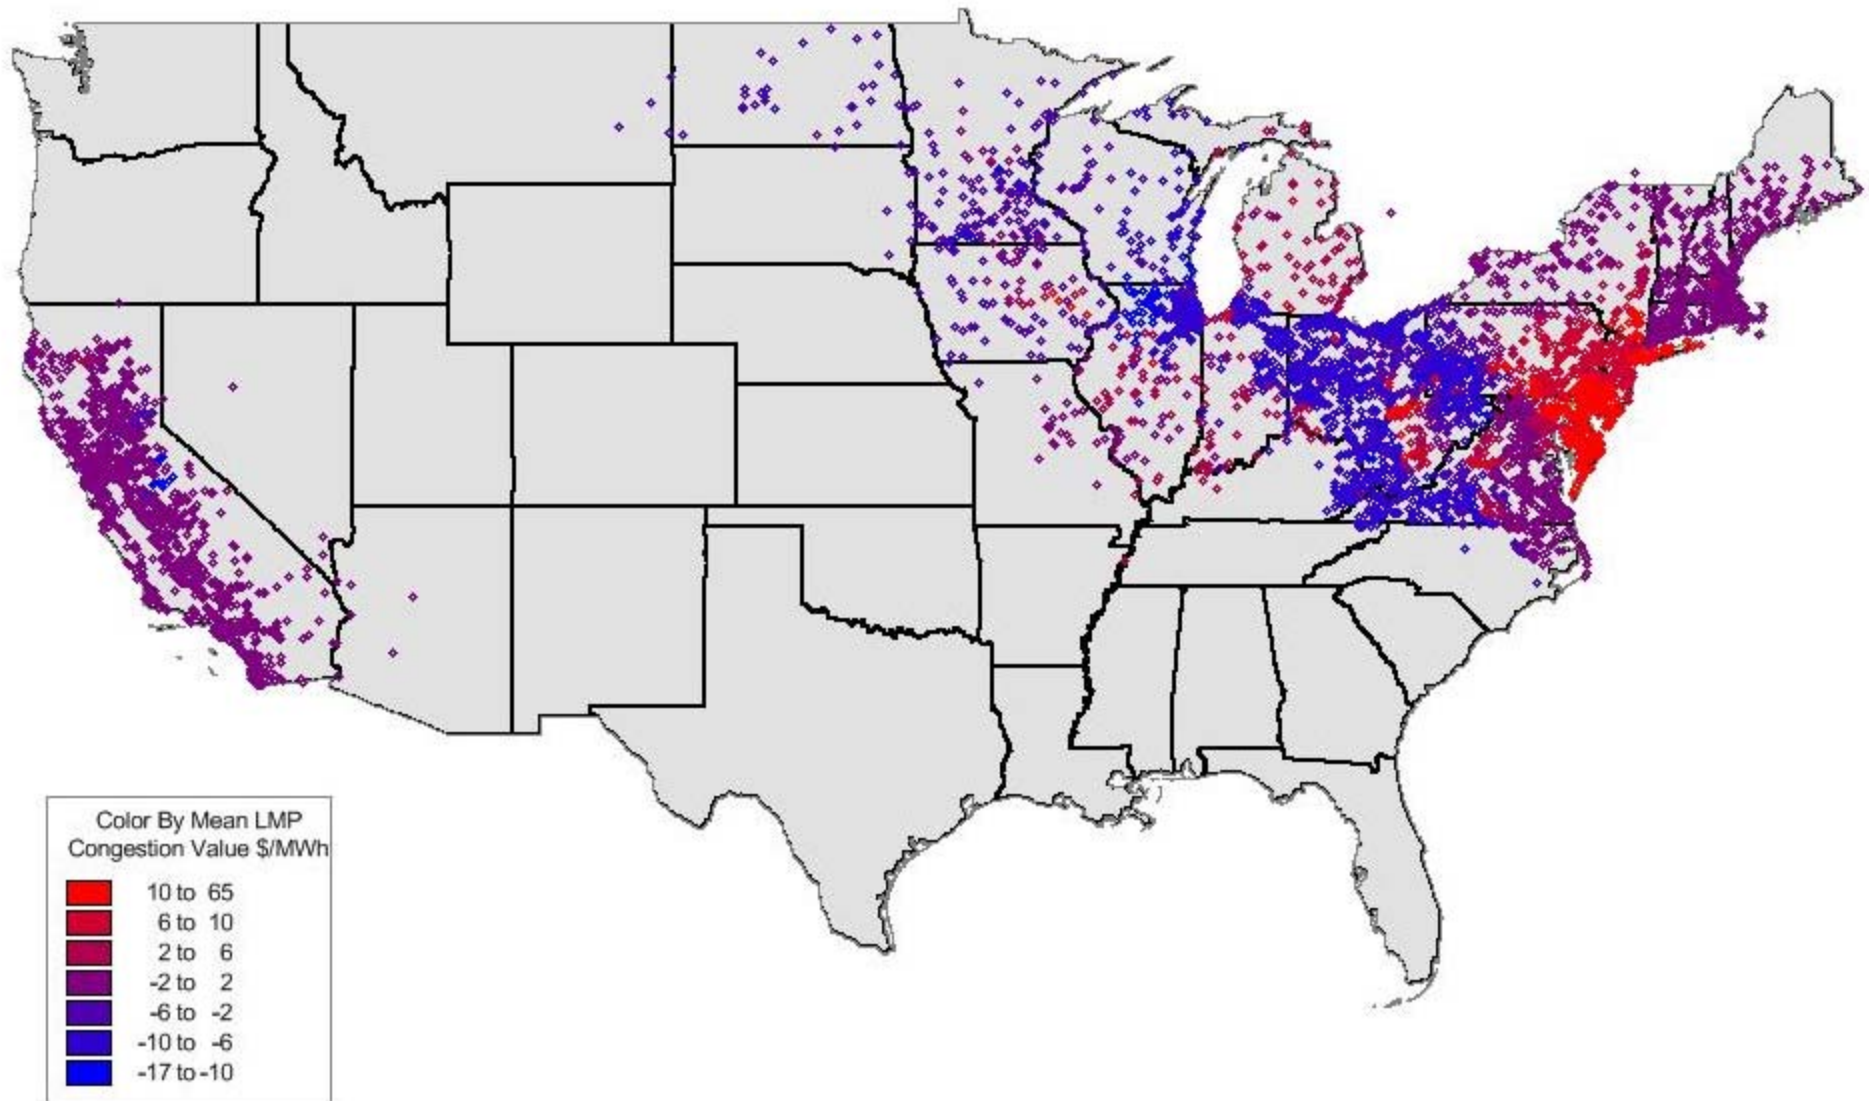 Color By Mean LMP
Congestion Value $/MWh
10 to 65
6 to 10
2 to 6
-2 to 2
-6 to -2
-10 to -6
-17 to -10